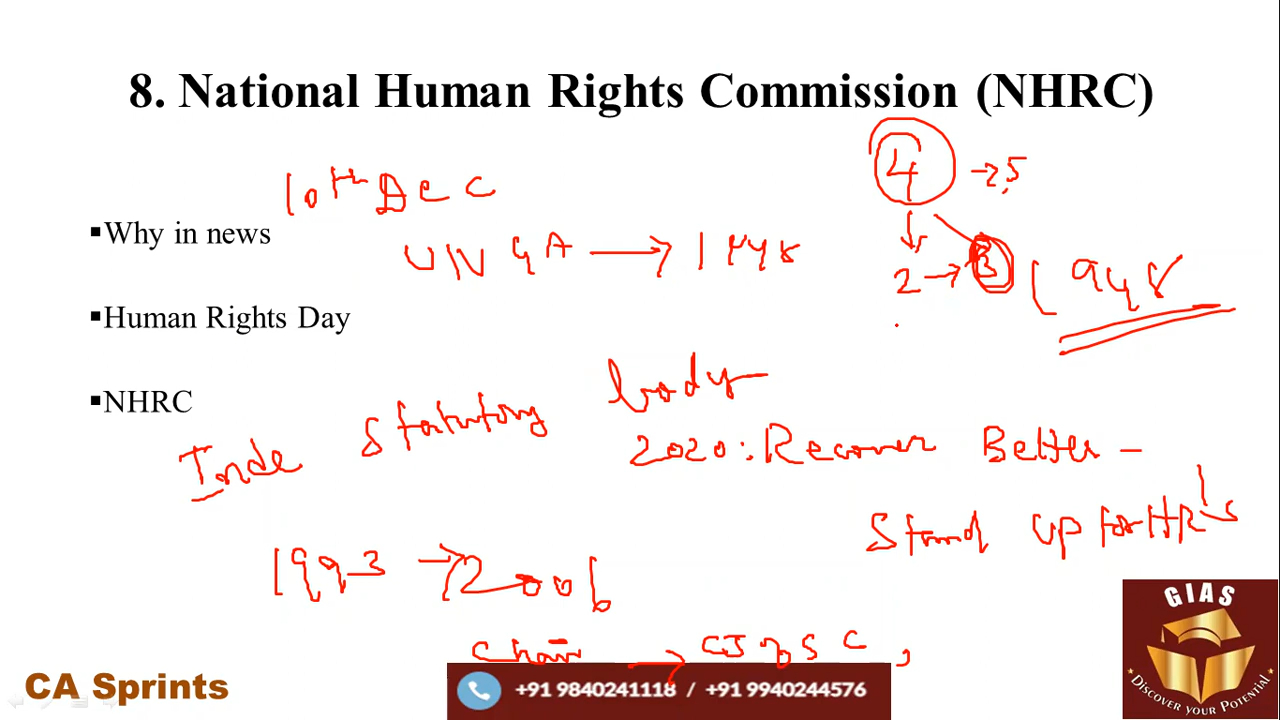 8. National Human Rights Commission (NHRC)
4 → 5
10th Dec
▪Why in news
UNGA → 1948
2 → 3
1948
▪Human Rights Day
body
▪NHRC
Inde Statutory
2020: Recover Better -
Stand up for HR's
1993 → 2006
Chair → CJ of SC,
GIAS
DISCOVER YOUR POTENTIAL
CA Sprints
+91 9840241118 / +91 9940244576